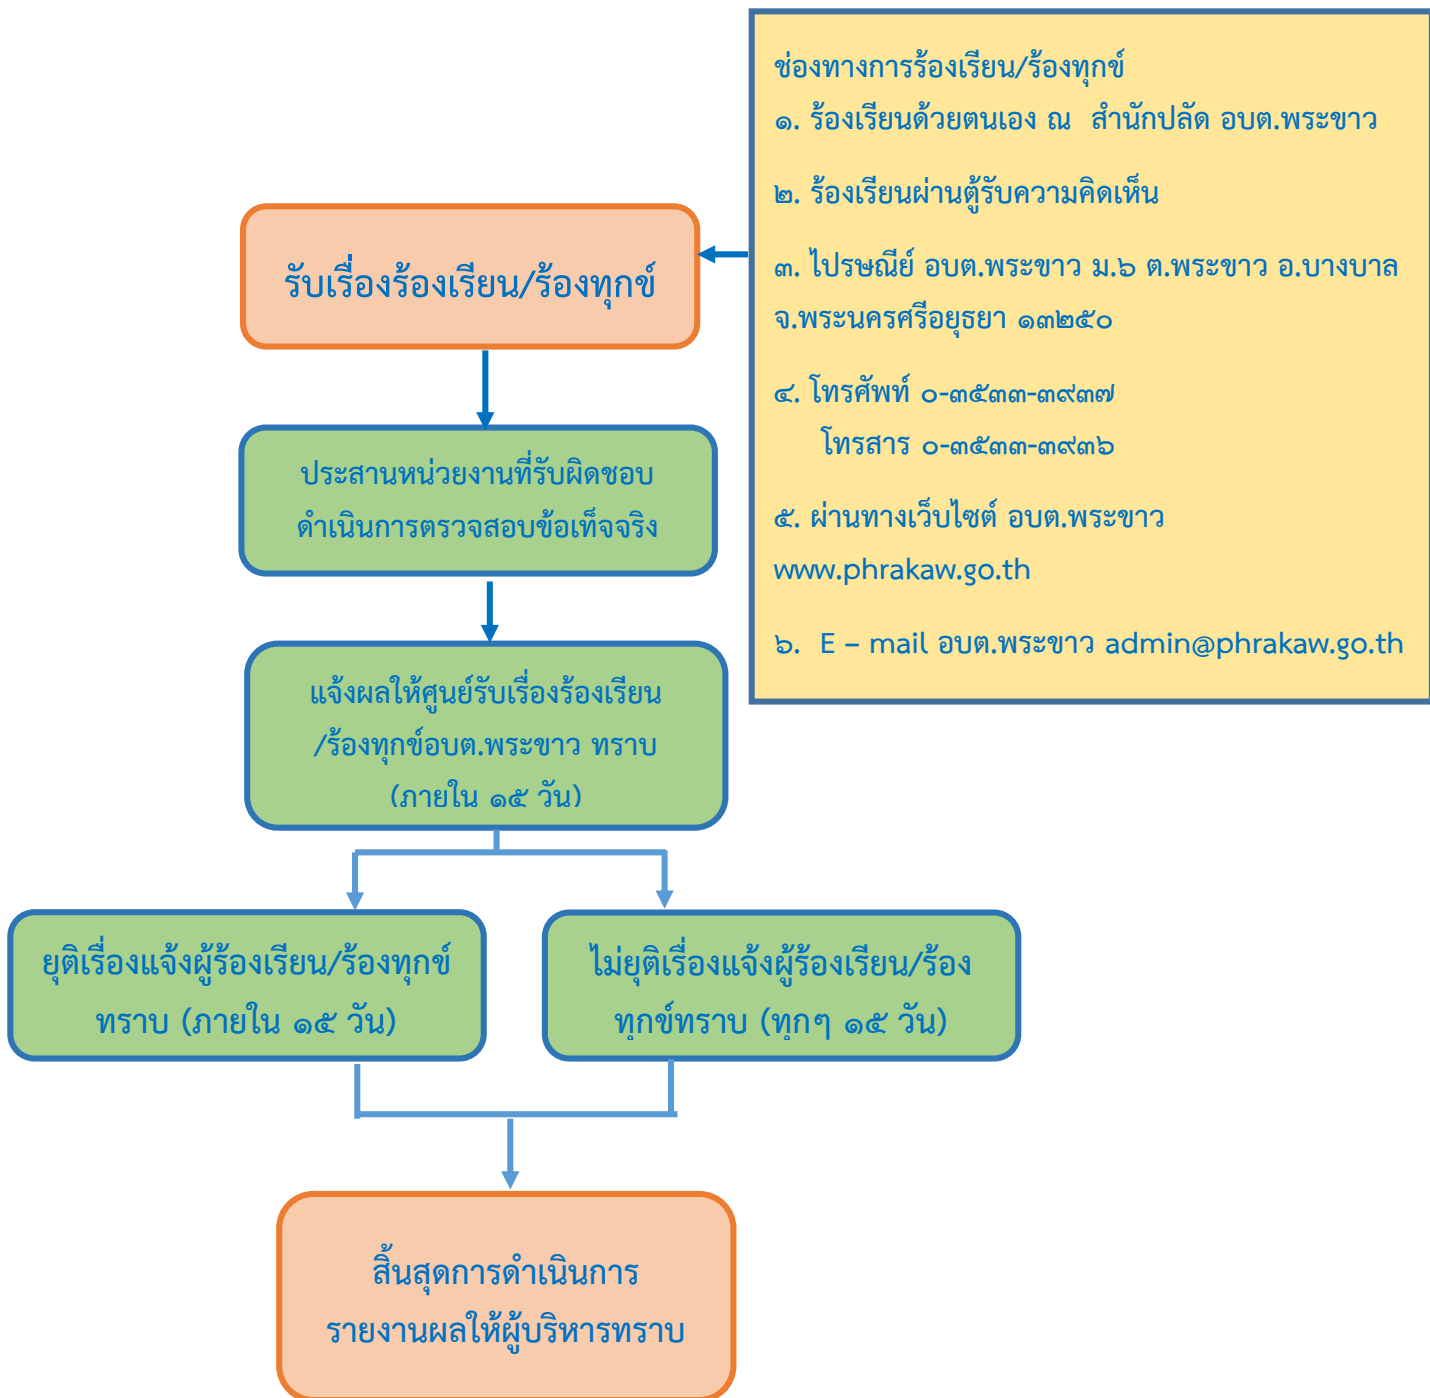 ช่องทางการร้องเรียน/ร้องทุกข์
๑. ร้องเรียนด้วยตนเอง ณ สำนักปลัด อบต.พระขาว
๒. ร้องเรียนผ่านตู้รับความคิดเห็น
๓. ไปรษณีย์ อบต.พระขาว ม.๖ ต.พระขาว อ.บางบาล
จ.พระนครศรีอยุธยา ๑๓๒๕๐
๔. โทรศัพท์ ๐-๓๕๓๓-๓๙๓๗
โทรสาร ๐-๓๕๓๓-๓๙๓๖
๕. ผ่านทางเว็บไซต์ อบต.พระขาว
www.phrakaw.go.th
๖. E – mail อบต.พระขาว admin@phrakaw.go.th
รับเรื่องร้องเรียน/ร้องทุกข์
ประสานหน่วยงานที่รับผิดชอบ
ดำเนินการตรวจสอบข้อเท็จจริง
แจ้งผลให้ศูนย์รับเรื่องร้องเรียน
/ร้องทุกข์อบต.พระขาว ทราบ
(ภายใน ๑๕ วัน)
ยุติเรื่องแจ้งผู้ร้องเรียน/ร้องทุกข์
ทราบ (ภายใน ๑๕ วัน)
ไม่ยุติเรื่องแจ้งผู้ร้องเรียน/ร้อง
ทุกข์ทราบ (ทุกๆ ๑๕ วัน)
สิ้นสุดการดำเนินการ
รายงานผลให้ผู้บริหารทราบ